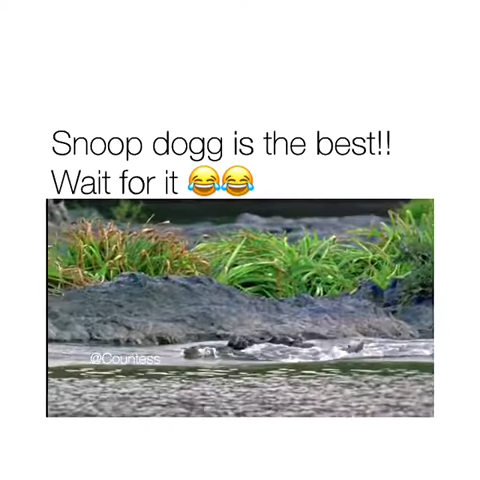 Snoop dogg is the best!!
Wait for it 😂😂
@Countess